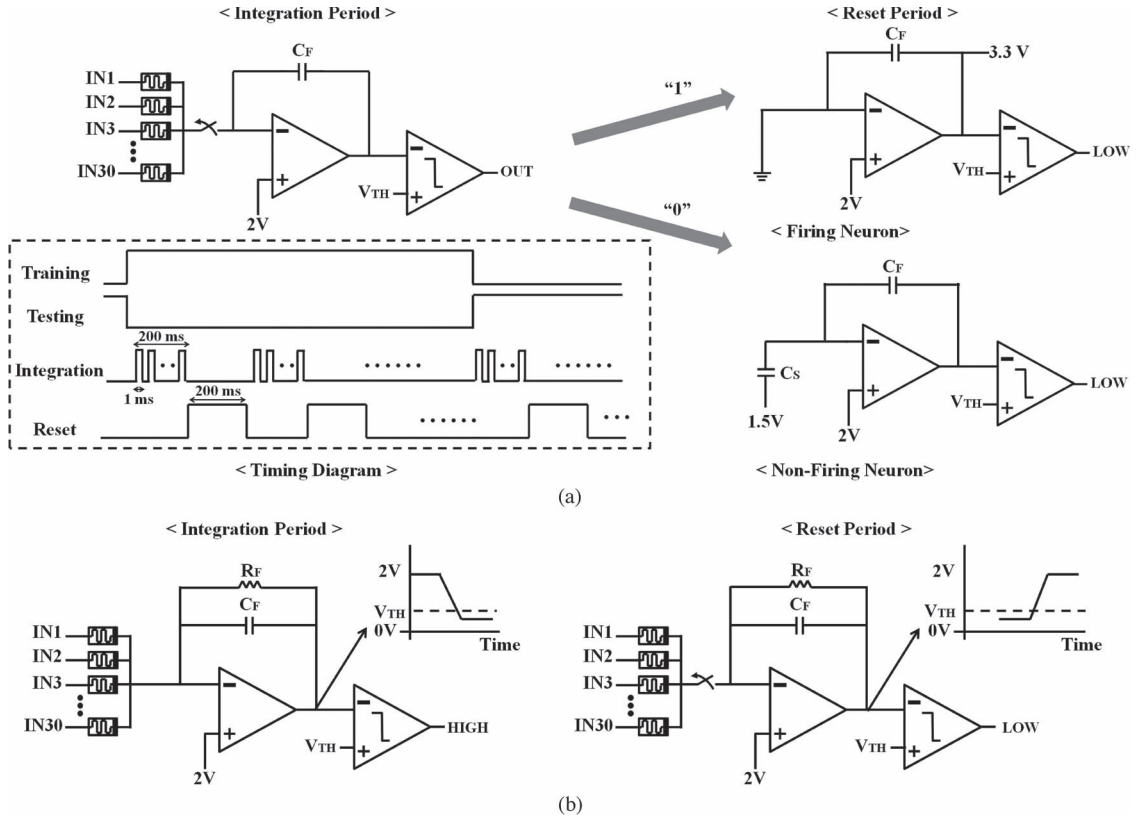 < Integration Period >
CF
IN1
IN2
IN3
IN30
2V
VTH
OUT
"1"
"0"
< Reset Period >
CF
3.3 V
2V
VTH
LOW
< Firing Neuron>
CF
CS
1.5V
2V
VTH
LOW
< Non-Firing Neuron>
Training
Testing
200 ms
Integration
1 ms
200 ms
Reset
< Timing Diagram >
(a)
< Integration Period >
RF
CF
IN1
IN2
IN3
IN30
2V
VTH
HIGH
2V
VTH
0V
Time
< Reset Period >
RF
CF
IN1
IN2
IN3
IN30
2V
VTH
LOW
2V
VTH
0V
Time
(b)